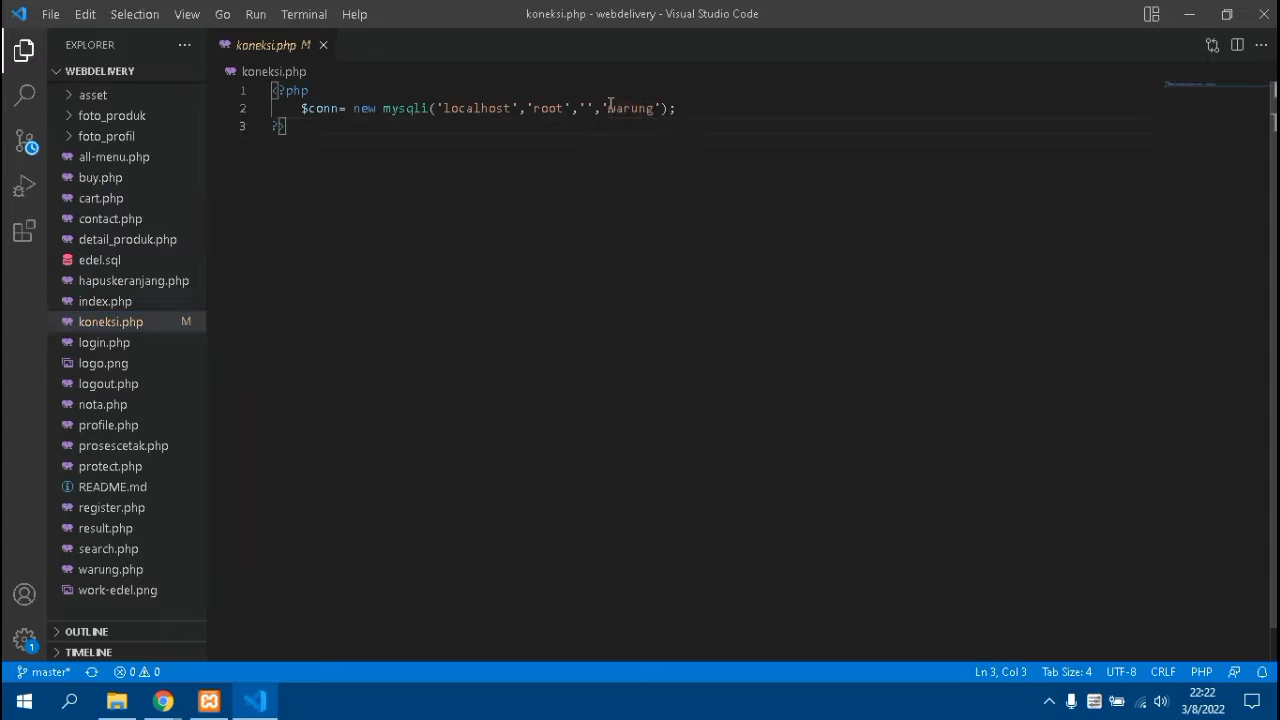 File Edit Selection View Go Run Terminal Help
koneksi.php - webdelivery - Visual Studio Code
EXPLORER
WEBDELIVERY
asset
foto_produk
foto_profil
all-menu.php
buy.php
cart.php
contact.php
detail_produk.php
edel.sql
hapuskeranjang.php
index.php
koneksi.php M
login.php
logo.png
logout.php
nota.php
profile.php
prosescetak.php
protect.php
README.md
register.php
result.php
search.php
warung.php
work-edel.png
OUTLINE
TIMELINE
koneksi.php M
koneksi.php
1 <?php
2 $conn= new mysqli('localhost','root','','warung');
3 ?>
1
master* 0 0
Ln 3, Col 3 Tab Size: 4 UTF-8 CRLF PHP
22:22
3/8/2022